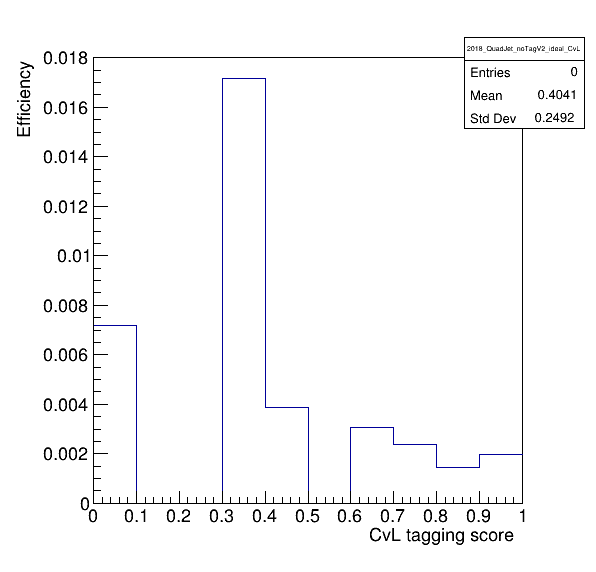 2018_QuadJet_noTagV2_ideal_CvL
Entries 0
Mean 0.4041
Std Dev 0.2492
Efficiency
0.018
0.016
0.014
0.012
0.01
0.008
0.006
0.004
0.002
0
0 0.1 0.2 0.3 0.4 0.5 0.6 0.7 0.8 0.9 1
CvL tagging score